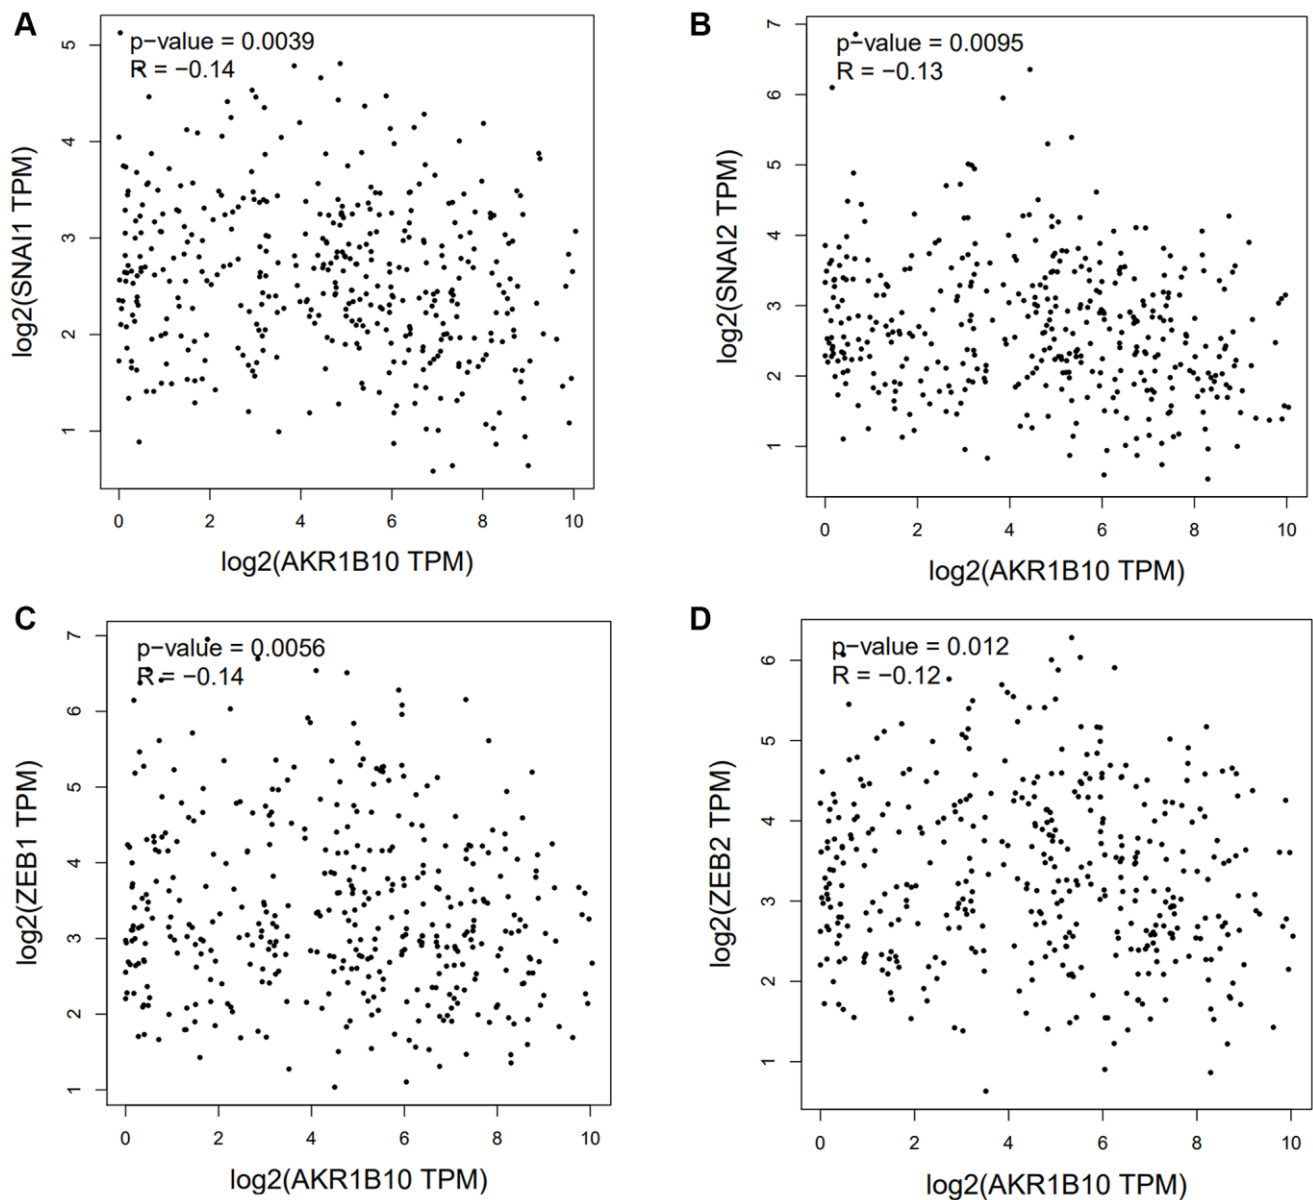 A
p−value = 0.0039
R = −0.14
log2(SNAI1 TPM)
5
4
3
2
1
0 2 4 6 8 10
log2(AKR1B10 TPM)
B
p−value = 0.0095
R = −0.13
log2(SNAI2 TPM)
7
6
5
4
3
2
1
0 2 4 6 8 10
log2(AKR1B10 TPM)
C
p−value = 0.0056
R = −0.14
log2(ZEB1 TPM)
7
6
5
4
3
2
1
0 2 4 6 8 10
log2(AKR1B10 TPM)
D
p−value = 0.012
R = −0.12
log2(ZEB2 TPM)
6
5
4
3
2
1
0 2 4 6 8 10
log2(AKR1B10 TPM)